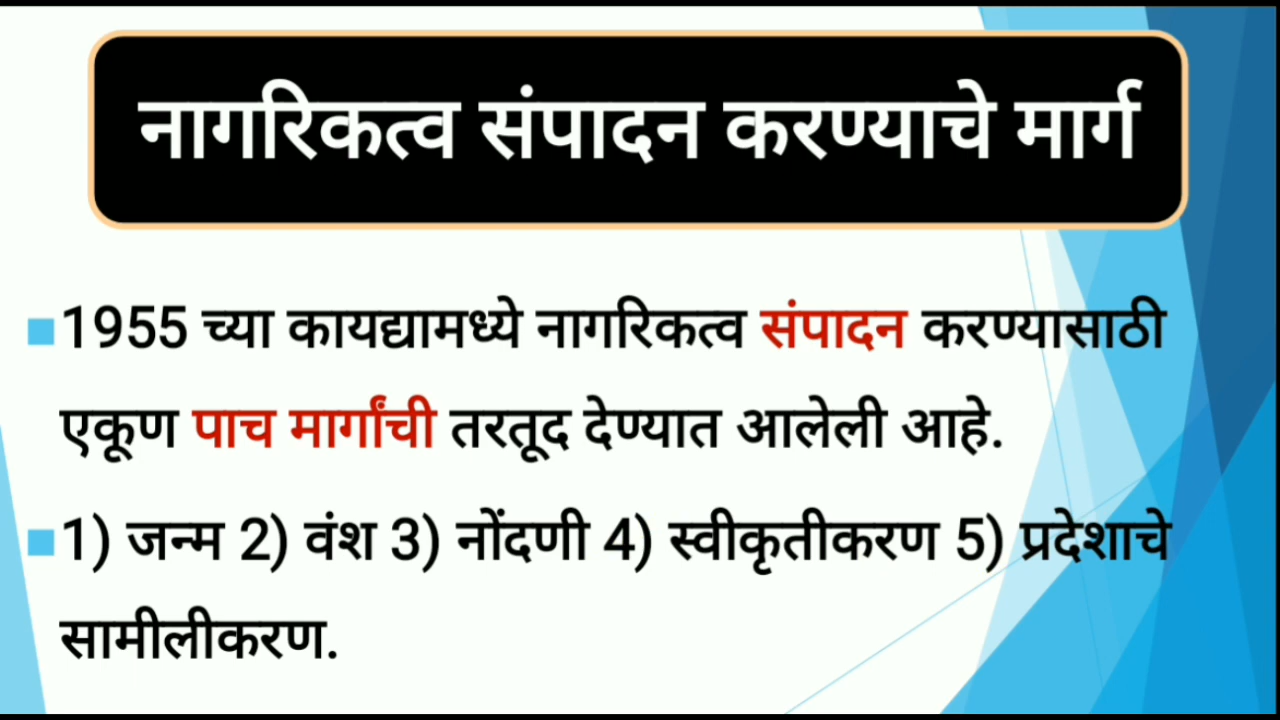 नागरिकत्व संपादन करण्याचे मार्ग
1955 च्या कायद्यामध्ये नागरिकत्व संपादन करण्यासाठी
एकूण पाच मार्गांची तरतूद देण्यात आलेली आहे.
1) जन्म 2) वंश 3) नोंदणी 4) स्वीकृतीकरण 5) प्रदेशाचे
सामीलीकरण.